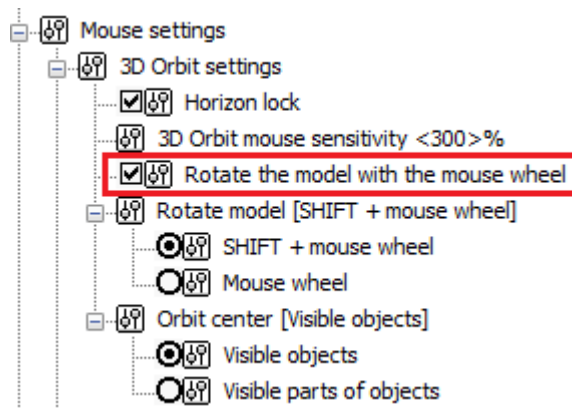 Mouse settings
3D Orbit settings
Horizon lock
3D Orbit mouse sensitivity <300>%
Rotate the model with the mouse wheel
Rotate model [SHIFT + mouse wheel]
SHIFT + mouse wheel
Mouse wheel
Orbit center [Visible objects]
Visible objects
Visible parts of objects